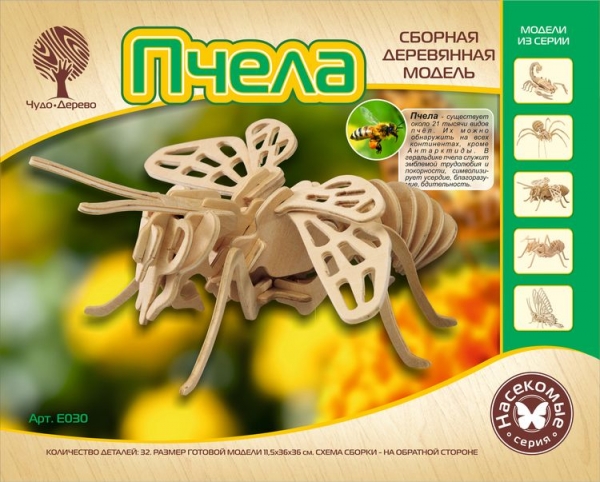 Чудо-Дерево
Пчела
СБОРНАЯ
ДЕРЕВЯННАЯ
МОДЕЛЬ
МОДЕЛИ
ИЗ СЕРИИ
Пчела - существует
около 21 тысячи видов
пчёл. Их можно
обнаружить на всех
континентах, кроме
Антарктиды. В
геральдике пчела служит
эмблемой трудолюбия и
покорности, символизи-
рует усердие, благоразу-
мие, бдительность.
Арт. E030
Насекомые
серия
КОЛИЧЕСТВО ДЕТАЛЕЙ: 32. РАЗМЕР ГОТОВОЙ МОДЕЛИ 11,5х36х36 см. СХЕМА СБОРКИ - НА ОБРАТНОЙ СТОРОНЕ